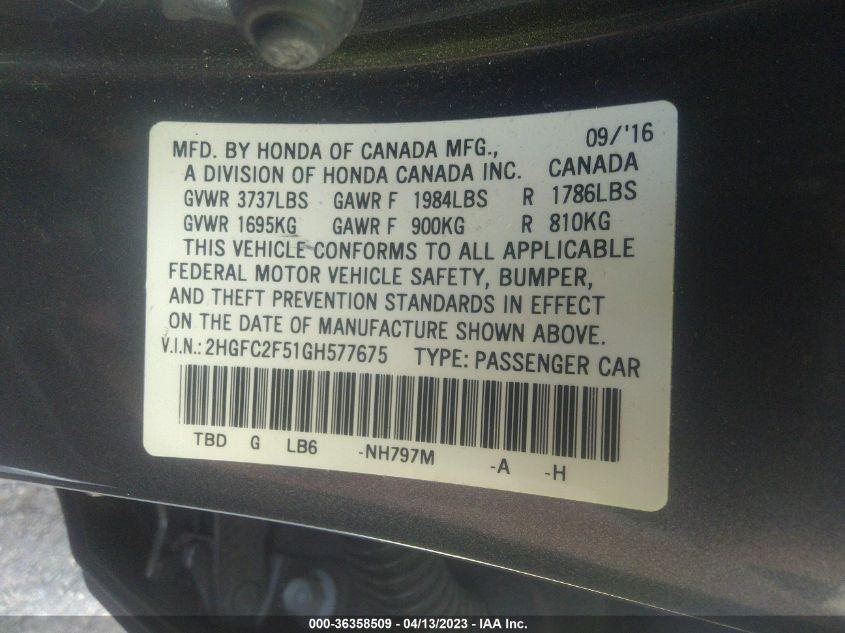 09/'16
MFD. BY HONDA OF CANADA MFG.,
A DIVISION OF HONDA CANADA INC. CANADA
GVWR 3737LBS GAWR F 1984LBS R 1786LBS
GVWR 1695KG GAWR F 900KG R 810KG
THIS VEHICLE CONFORMS TO ALL APPLICABLE
FEDERAL MOTOR VEHICLE SAFETY, BUMPER,
AND THEFT PREVENTION STANDARDS IN EFFECT
ON THE DATE OF MANUFACTURE SHOWN ABOVE.
V.I.N.: 2HGFC2F51GH577675 TYPE: PASSENGER CAR
TBD G LB6 -NH797M -A -H
000-36358509 - 04/13/2023 - IAA Inc.